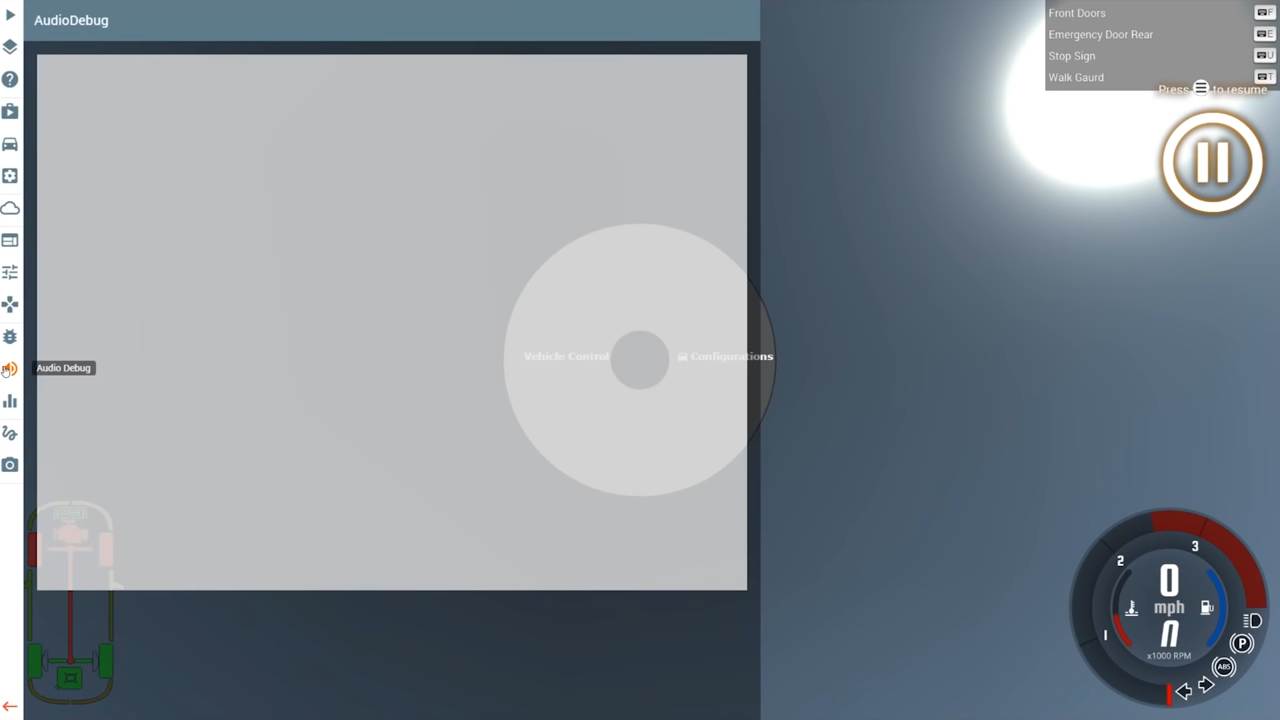 AudioDebug
Front Doors F
Emergency Door Rear E
Stop Sign U
Walk Gaurd T
Press to resume
Vehicle Control
Configurations
Audio Debug
1
2
3
0
mph
n
x1000 RPM
P
ABS